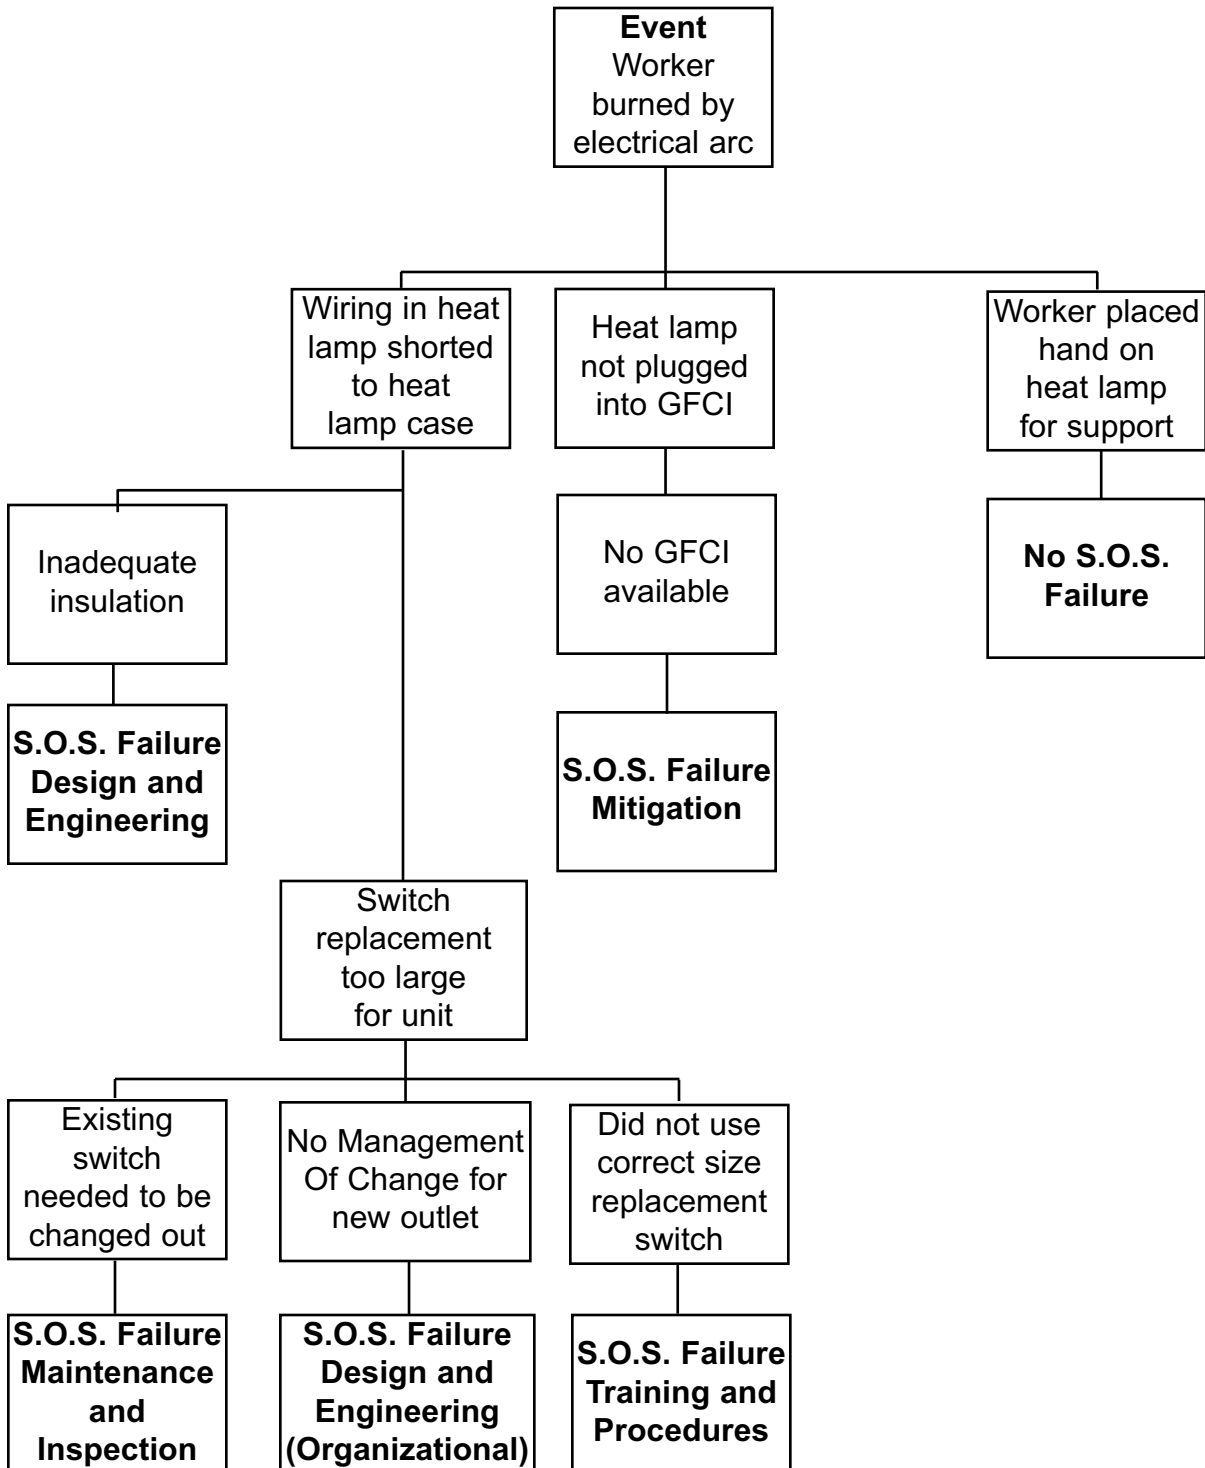 Event
Worker
burned by
electrical arc
Wiring in heat
lamp shorted
to heat
lamp case
Heat lamp
not plugged
into GFCI
Worker placed
hand on
heat lamp
for support
Inadequate
insulation
No GFCI
available
No S.O.S.
Failure
S.O.S. Failure
Design and
Engineering
S.O.S. Failure
Mitigation
Switch
replacement
too large
for unit
Existing
switch
needed to be
changed out
No Management
Of Change for
new outlet
Did not use
correct size
replacement
switch
S.O.S. Failure
Maintenance
and
Inspection
S.O.S. Failure
Design and
Engineering
(Organizational)
S.O.S. Failure
Training and
Procedures